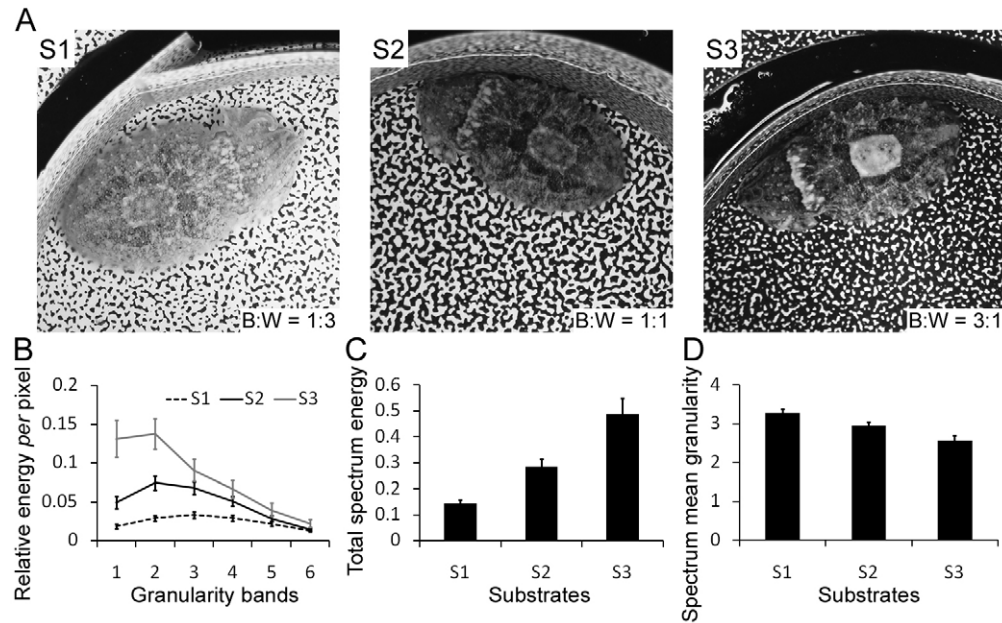 A
S1
B:W = 1:3
S2
B:W = 1:1
S3
B:W = 3:1
B
Relative energy per pixel
0.2
0.15
0.1
0.05
0
S1 S2 S3
1 2 3 4 5 6
Granularity bands
C
Total spectrum energy
0.6
0.5
0.4
0.3
0.2
0.1
0
S1 S2 S3
Substrates
D
Spectrum mean granularity
4
3
2
1
0
S1 S2 S3
Substrates